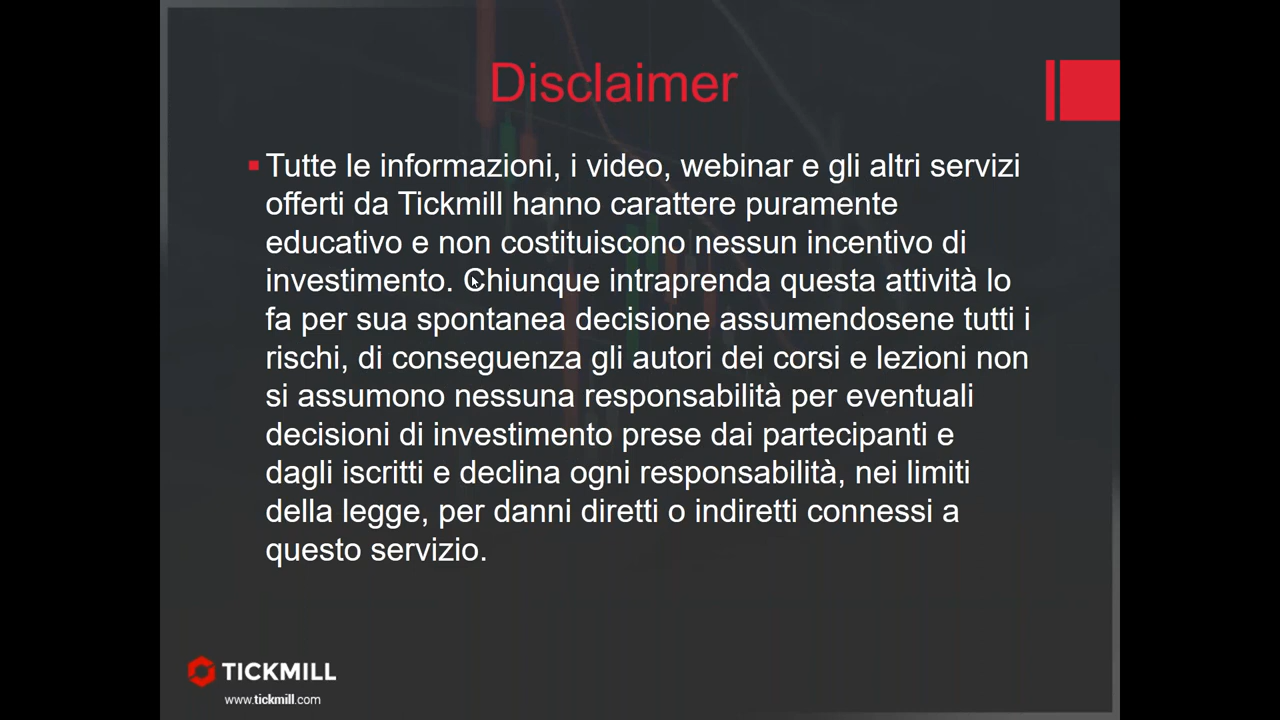 Disclaimer
Tutte le informazioni, i video, webinar e gli altri servizi
offerti da Tickmill hanno carattere puramente
educativo e non costituiscono nessun incentivo di
investimento. Chiunque intraprenda questa attività lo
fa per sua spontanea decisione assumendosene tutti i
rischi, di conseguenza gli autori dei corsi e lezioni non
si assumono nessuna responsabilità per eventuali
decisioni di investimento prese dai partecipanti e
dagli iscritti e declina ogni responsabilità, nei limiti
della legge, per danni diretti o indiretti connessi a
questo servizio.
TICKMILL
www.tickmill.com